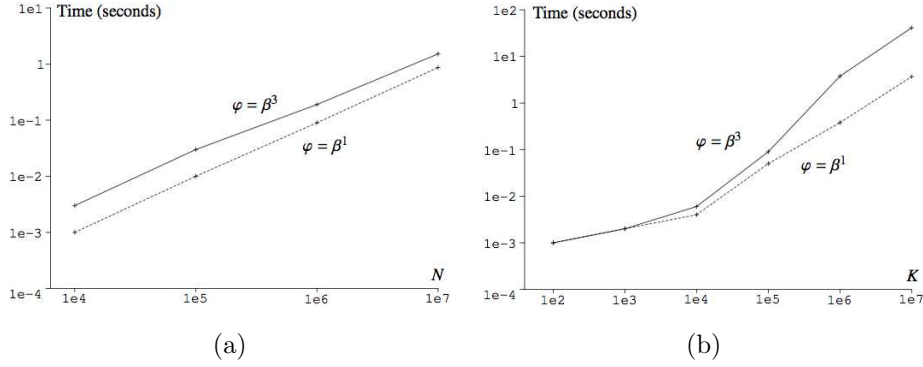 Time (seconds)
1e1
1
1e-1
1e-2
1e-3
1e-4
φ = β³
φ = β¹
N
1e4 1e5 1e6 1e7
(a)
Time (seconds)
1e2
1e1
1
1e-1
1e-2
1e-3
1e-4
φ = β³
φ = β¹
K
1e2 1e3 1e4 1e5 1e6 1e7
(b)